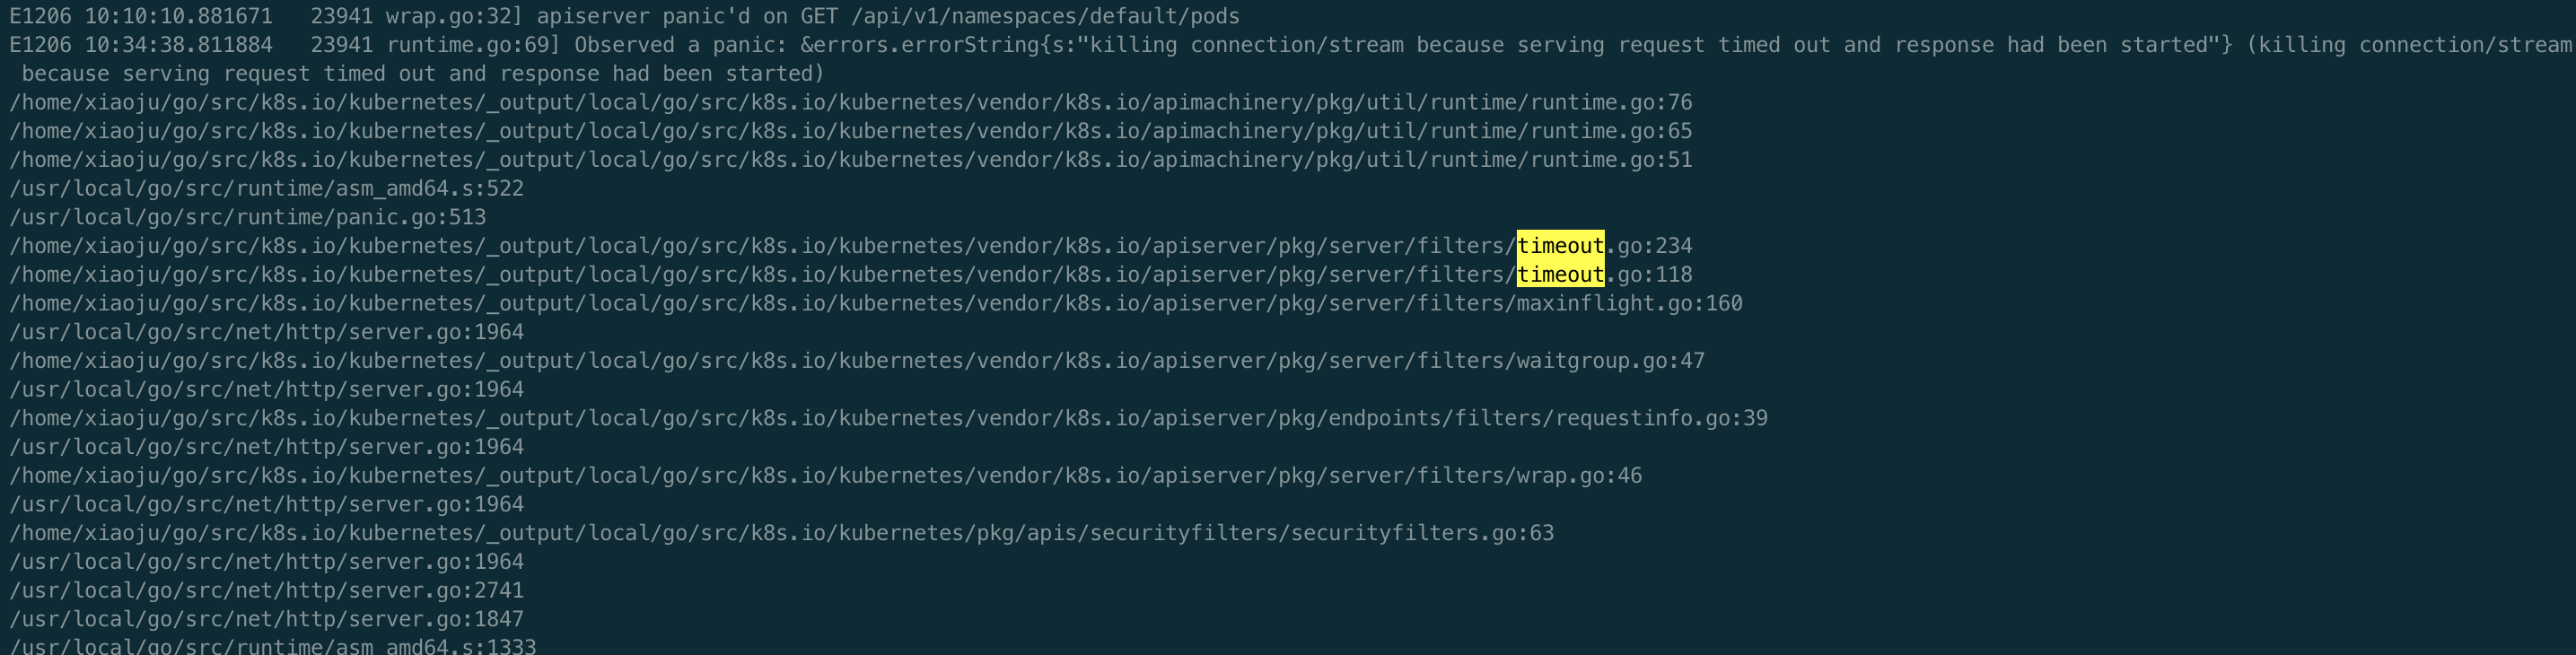 E1206 10:10:10.881671   23941 wrap.go:32] apiserver panic'd on GET /api/v1/namespaces/default/pods
E1206 10:34:38.811884   23941 runtime.go:69] Observed a panic: &errors.errorString{s:"killing connection/stream because serving request timed out and response had been started"} (killing connection/stream
 because serving request timed out and response had been started)
/home/xiaoju/go/src/k8s.io/kubernetes/_output/local/go/src/k8s.io/kubernetes/vendor/k8s.io/apimachinery/pkg/util/runtime/runtime.go:76
/home/xiaoju/go/src/k8s.io/kubernetes/_output/local/go/src/k8s.io/kubernetes/vendor/k8s.io/apimachinery/pkg/util/runtime/runtime.go:65
/home/xiaoju/go/src/k8s.io/kubernetes/_output/local/go/src/k8s.io/kubernetes/vendor/k8s.io/apimachinery/pkg/util/runtime/runtime.go:51
/usr/local/go/src/runtime/asm_amd64.s:522
/usr/local/go/src/runtime/panic.go:513
/home/xiaoju/go/src/k8s.io/kubernetes/_output/local/go/src/k8s.io/kubernetes/vendor/k8s.io/apiserver/pkg/server/filters/timeout.go:234
/home/xiaoju/go/src/k8s.io/kubernetes/_output/local/go/src/k8s.io/kubernetes/vendor/k8s.io/apiserver/pkg/server/filters/timeout.go:118
/home/xiaoju/go/src/k8s.io/kubernetes/_output/local/go/src/k8s.io/kubernetes/vendor/k8s.io/apiserver/pkg/server/filters/maxinflight.go:160
/usr/local/go/src/net/http/server.go:1964
/home/xiaoju/go/src/k8s.io/kubernetes/_output/local/go/src/k8s.io/kubernetes/vendor/k8s.io/apiserver/pkg/server/filters/waitgroup.go:47
/usr/local/go/src/net/http/server.go:1964
/home/xiaoju/go/src/k8s.io/kubernetes/_output/local/go/src/k8s.io/kubernetes/vendor/k8s.io/apiserver/pkg/endpoints/filters/requestinfo.go:39
/usr/local/go/src/net/http/server.go:1964
/home/xiaoju/go/src/k8s.io/kubernetes/_output/local/go/src/k8s.io/kubernetes/vendor/k8s.io/apiserver/pkg/server/filters/wrap.go:46
/usr/local/go/src/net/http/server.go:1964
/home/xiaoju/go/src/k8s.io/kubernetes/_output/local/go/src/k8s.io/kubernetes/pkg/apis/securityfilters/securityfilters.go:63
/usr/local/go/src/net/http/server.go:1964
/usr/local/go/src/net/http/server.go:2741
/usr/local/go/src/net/http/server.go:1847
/usr/local/go/src/runtime/asm_amd64.s:1333